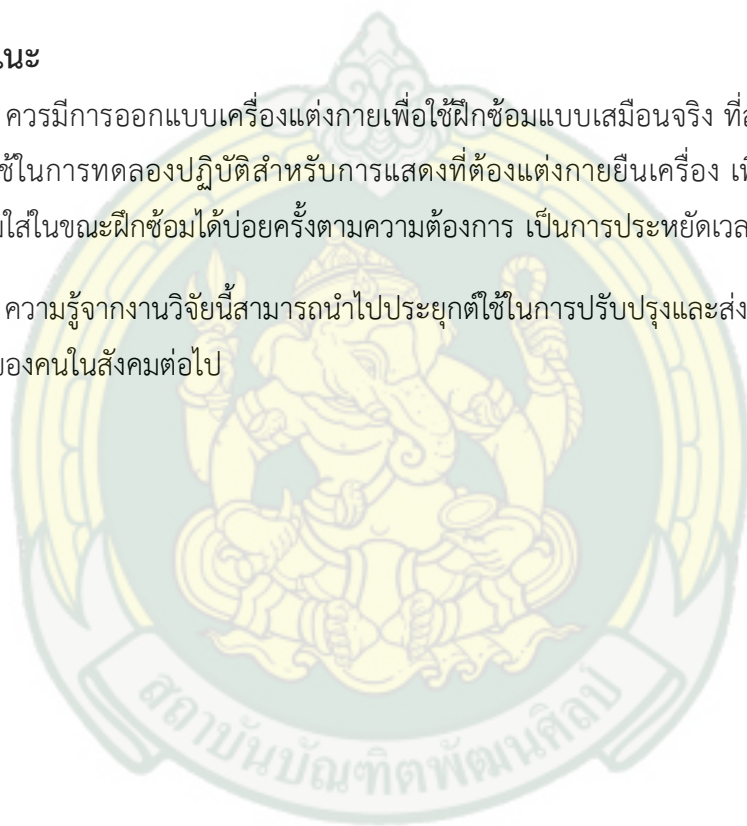 นะ
ควรมีการออกแบบเครื่องแต่งกายเพื่อใช้ฝึกซ้อมแบบเสมือนจริง ที่
ใช้ในการทดลองปฏิบัติสำหรับการแสดงที่ต้องแต่งกายยืนเครื่อง
ใส่ในขณะฝึกซ้อมได้บ่อยครั้งตามความต้องการ เป็นการประหยัดเวล
ความรู้จากงานวิจัยนี้สามารถนำไปประยุกต์ใช้ในการปรับปรุงและส่ง
ของคนในสังคมต่อไป
สถาบันบัณฑิตพัฒนศิลป์